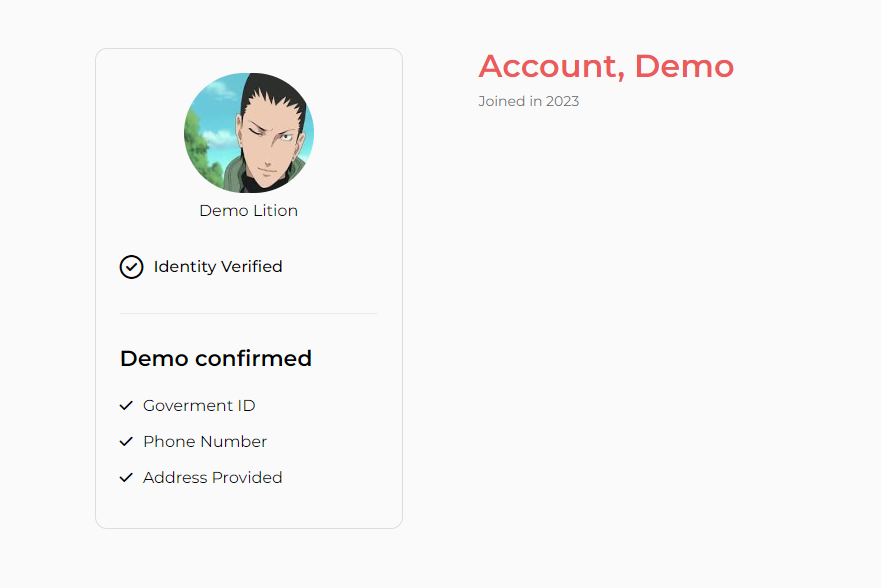 Demo Lition
Identity Verified
Demo confirmed
Goverment ID
Phone Number
Address Provided
Account, Demo
Joined in 2023